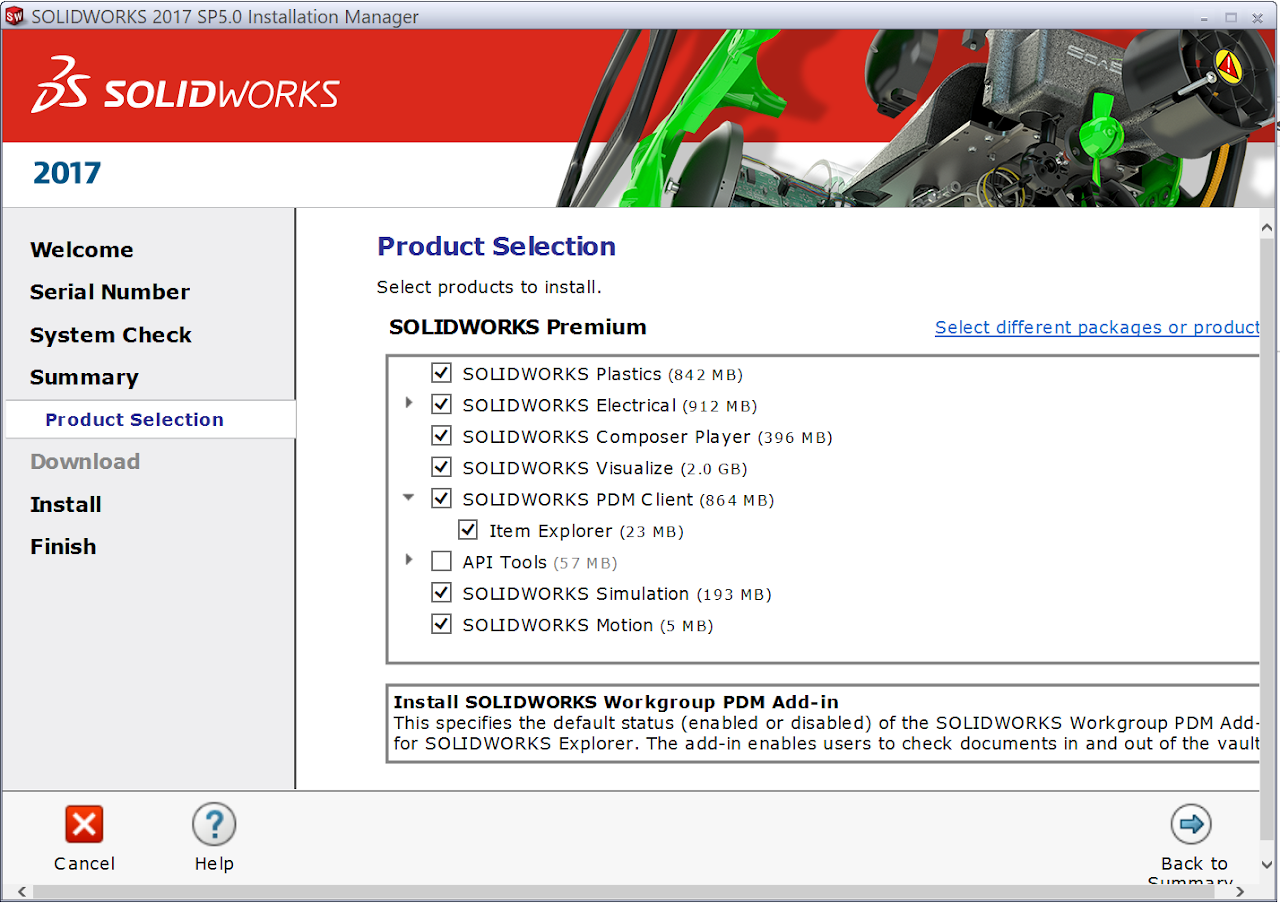 SOLIDWORKS 2017 SP5.0 Installation Manager
SOLIDWORKS
2017
Welcome
Serial Number
System Check
Summary
Product Selection
Download
Install
Finish
Product Selection
Select products to install.
SOLIDWORKS Premium
Select different packages or product
SOLIDWORKS Plastics (842 MB)
SOLIDWORKS Electrical (912 MB)
SOLIDWORKS Composer Player (396 MB)
SOLIDWORKS Visualize (2.0 GB)
SOLIDWORKS PDM Client (864 MB)
Item Explorer (23 MB)
API Tools (57 MB)
SOLIDWORKS Simulation (193 MB)
SOLIDWORKS Motion (5 MB)
Install SOLIDWORKS Workgroup PDM Add-in
This specifies the default status (enabled or disabled) of the SOLIDWORKS Workgroup PDM Add-
for SOLIDWORKS Explorer. The add-in enables users to check documents in and out of the vault
Cancel
Help
Back to
Summary